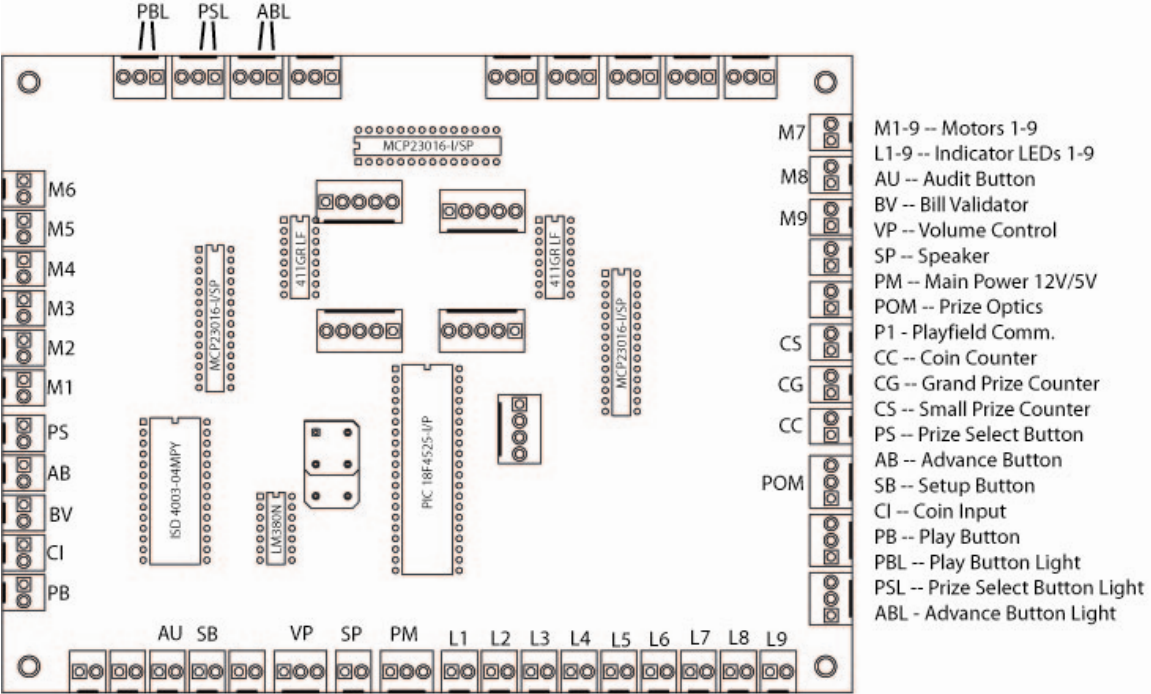 PBL PSL ABL
MCP23016-I/SP
M6
M5
M4
M3
M2
M1
PS
AB
BV
CI
PB
411GR LF
411GR LF
MCP23016-I/SP
MCP23016-I/SP
ISD 4003-04MPY
LM380N
PIC 18F4525-I/P
M7
M8
M9
CS
CG
CC
POM
AU SB VP SP PM L1 L2 L3 L4 L5 L6 L7 L8 L9
M1-9 -- Motors 1-9
L1-9 -- Indicator LEDs 1-9
AU -- Audit Button
BV -- Bill Validator
VP -- Volume Control
SP -- Speaker
PM -- Main Power 12V/5V
POM -- Prize Optics
P1 - Playfield Comm.
CC -- Coin Counter
CG -- Grand Prize Counter
CS -- Small Prize Counter
PS -- Prize Select Button
AB -- Advance Button
SB -- Setup Button
CI -- Coin Input
PB -- Play Button
PBL -- Play Button Light
PSL -- Prize Select Button Light
ABL - Advance Button Light